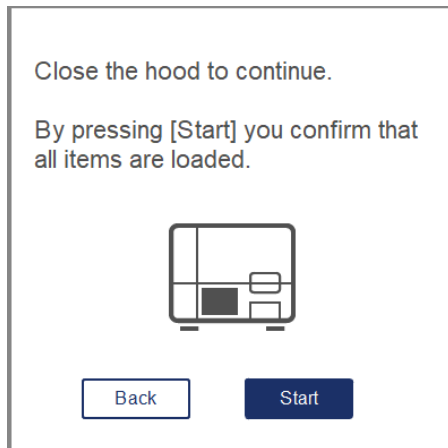 Close the hood to continue.
By pressing [Start] you confirm that
all items are loaded.
Back
Start